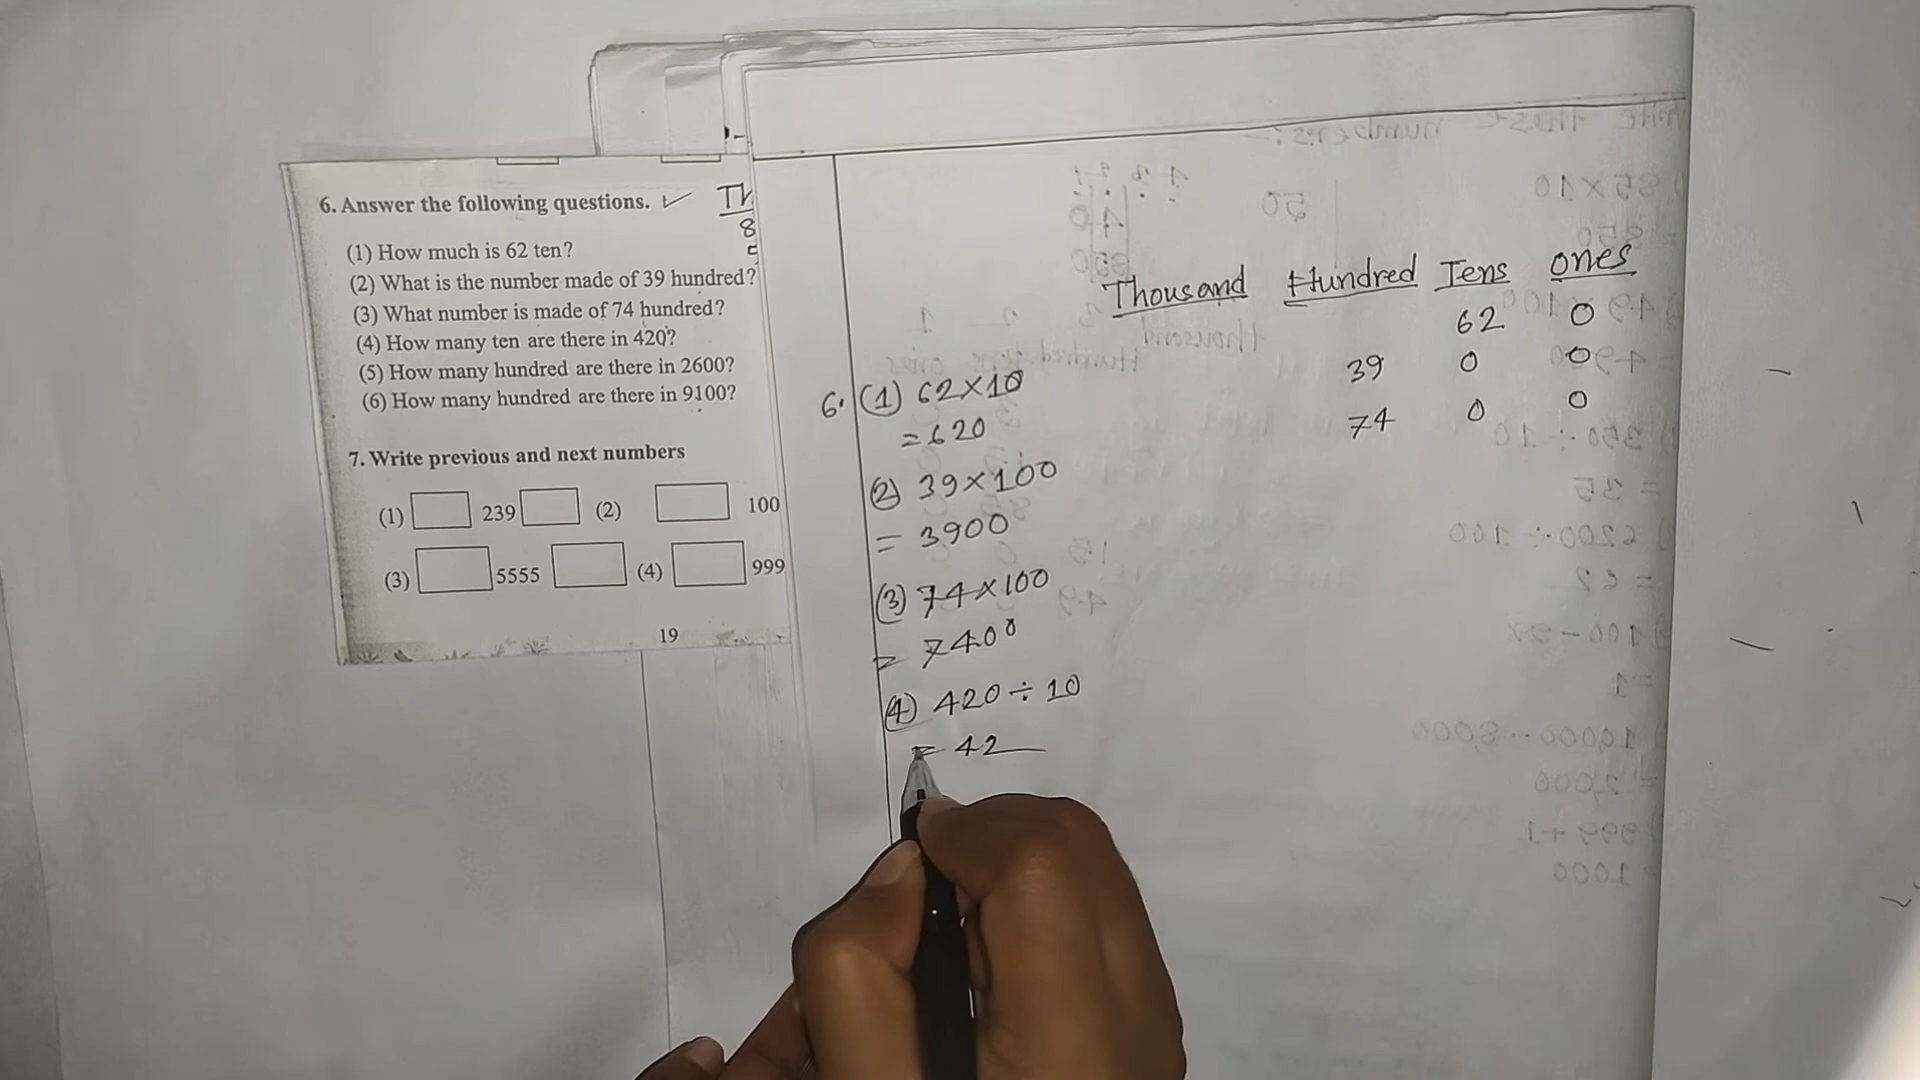 6. Answer the following questions.
Th
8
(1) How much is 62 ten?
(2) What is the number made of 39 hundred?
(3) What number is made of 74 hundred?
(4) How many ten are there in 420?
(5) How many hundred are there in 2600?
(6) How many hundred are there in 9100?
7. Write previous and next numbers
(1) 239 (2) 100
(3) 5555 (4) 999
19
Thousand Hundred Tens ones
62 0
39 0 0
74 0 0
6. (1) 62×10
= 620
(2) 39×100
= 3900
(3) 74×100
= 7400
(4) 420÷10
= 42